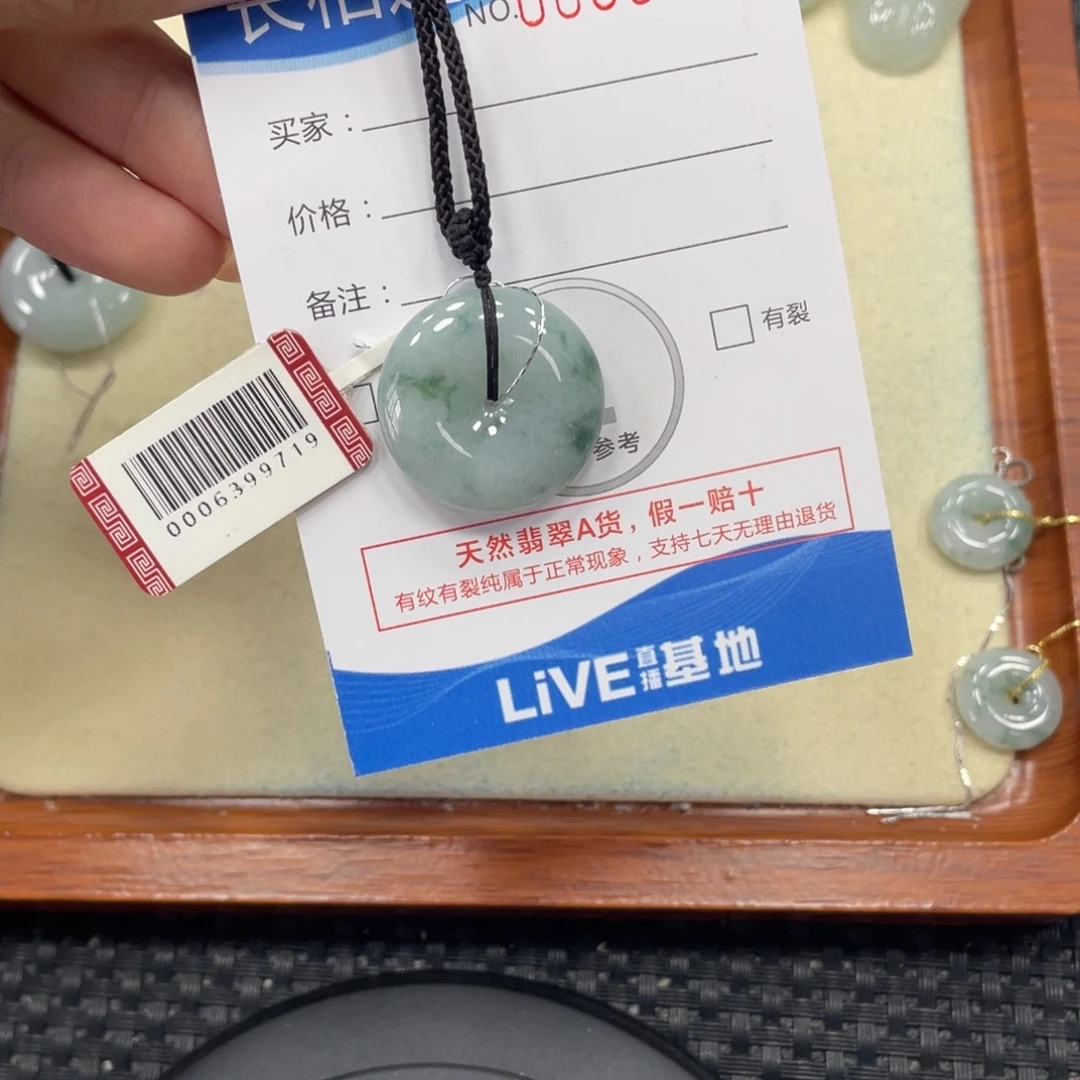 NO.
买家：
价格：
备注：
有裂
参考
0006399719
天然翡翠A货，假一赔十
有纹有裂纯属于正常现象，支持七天无理由退货
LiVE直播基地